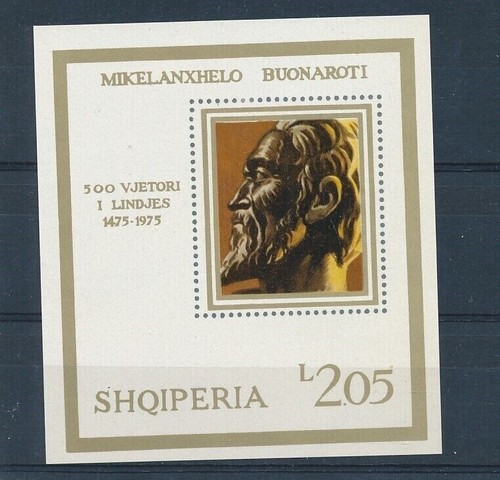 MIKELANXHELO BUONAROTI
500 VJETORI
I LINDJES
1475-1975
SHQIPERIA L2.05